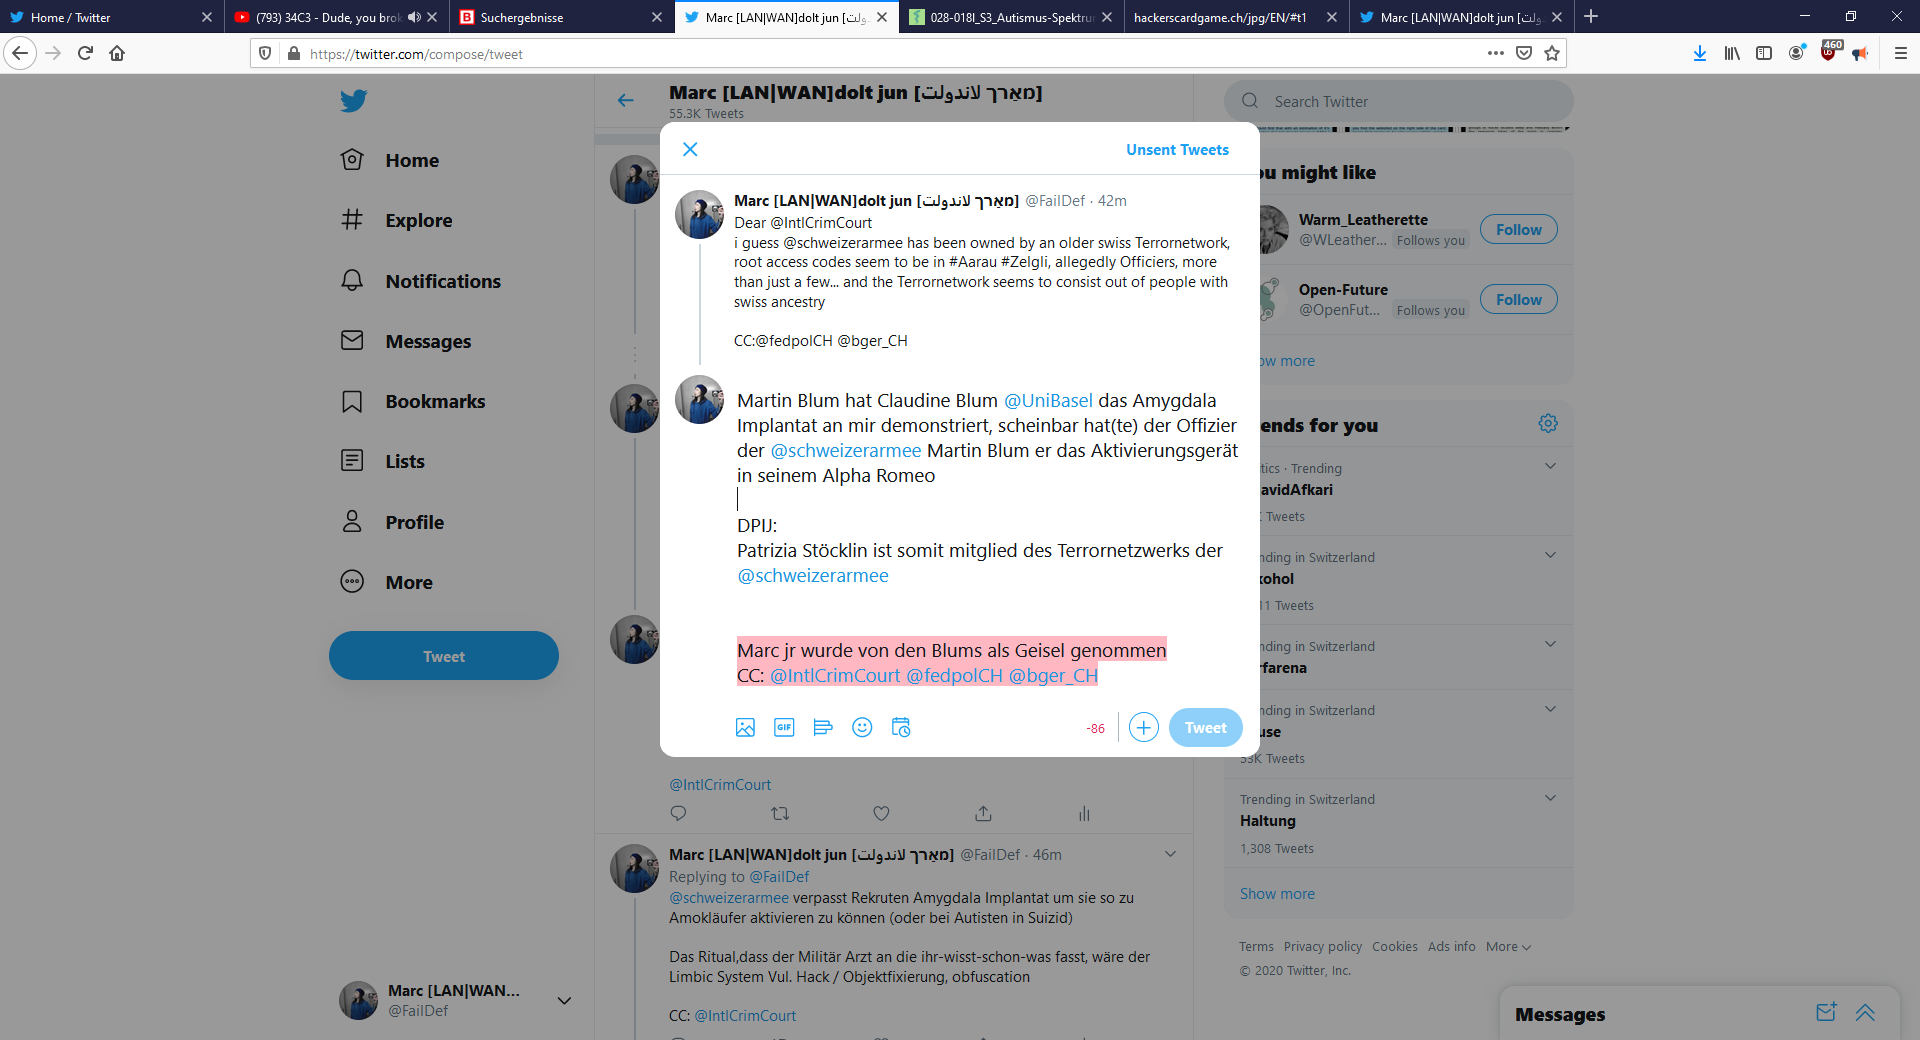 Home / Twitter
(793) 34C3 - Dude, you brok
Suchergebnisse
Marc [LAN|WAN]dolt jun
028-018l_S3_Autismus-Spektru
hackerscardgame.ch/jpg/EN/#t1
Marc [LAN|WAN]dolt jun
https://twitter.com/compose/tweet
460
Home
Explore
Notifications
Messages
Bookmarks
Lists
Profile
More
Tweet
Marc [LAN|WAN]...
@FailDef
Marc [LAN|WAN]dolt jun [מאַרך لاندولت]
55.3K Tweets
Unsent Tweets
Marc [LAN|WAN]dolt jun [מאַרך لاندولت] @FailDef · 42m
Dear @IntlCrimCourt
i guess @schweizerarmee has been owned by an older swiss Terrornetwork,
root access codes seem to be in #Aarau #Zelgli, allegedly Officiers, more
than just a few... and the Terrornetwork seems to consist out of people with
swiss ancestry
CC:@fedpolCH @bger_CH
Martin Blum hat Claudine Blum @UniBasel das Amygdala
Implantat an mir demonstriert, scheinbar hat(te) der Offizier
der @schweizerarmee Martin Blum er das Aktivierungsgerät
in seinem Alpha Romeo
DPIJ:
Patrizia Stöcklin ist somit mitglied des Terrornetzwerks der
@schweizerarmee
Marc jr wurde von den Blums als Geisel genommen
CC: @IntlCrimCourt @fedpolCH @bger_CH
GIF
-86
Tweet
@IntlCrimCourt
Marc [LAN|WAN]dolt jun [מאַרך لاندولت] @FailDef · 46m
Replying to @FailDef
@schweizerarmee verpasst Rekruten Amygdala Implantat um sie so zu
Amokläufer aktivieren zu können (oder bei Autisten in Suizid)
Das Ritual,dass der Militär Arzt an die ihr-wisst-schon-was fasst, wäre der
Limbic System Vul. Hack / Objektfixierung, obfuscation
CC: @IntlCrimCourt
Search Twitter
ou might like
Warm_Leatherette
@WLeather... Follows you
Follow
Open-Future
@OpenFut... Follows you
Follow
ow more
ends for you
tics · Trending
avidAfkari
K Tweets
nding in Switzerland
kohol
11 Tweets
nding in Switzerland
rfarena
nding in Switzerland
use
53K Tweets
Trending in Switzerland
Haltung
1,308 Tweets
Show more
Terms Privacy policy Cookies Ads info More
© 2020 Twitter, Inc.
Messages